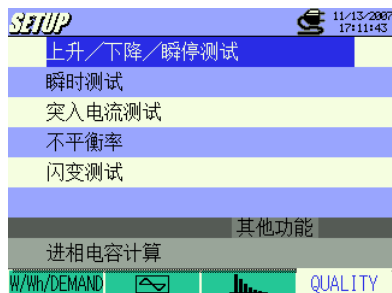 SETUP
11/13/2007
17:11:43
上升／下降／瞬停测试
瞬时测试
突入电流测试
不平衡率
闪变测试
其他功能
进相电容计算
W/Wh/DEMAND QUALITY